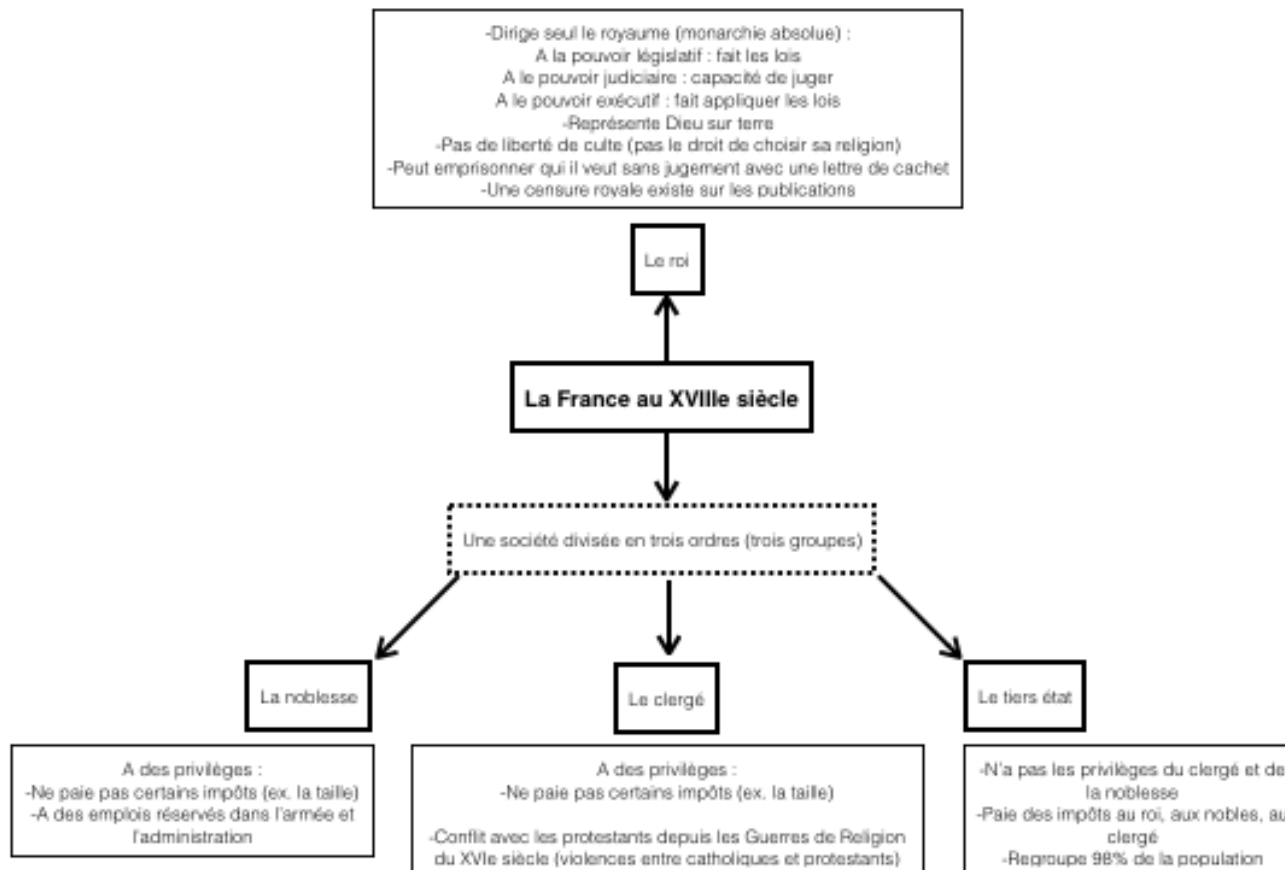 -Dirige seul le royaume (monarchie absolue) :
A la pouvoir législatif : fait les lois
A le pouvoir judiciaire : capacité de juger
A le pouvoir exécutif : fait appliquer les lois
-Représente Dieu sur terre
-Pas de liberté de culte (pas le droit de choisir sa religion)
-Peut emprisonner qui il veut sans jugement avec une lettre de cachet
-Une censure royale existe sur les publications
Le roi
La France au XVIIIe siècle
Une société divisée en trois ordres (trois groupes)
La noblesse
Le clergé
Le tiers état
A des privilèges :
-Ne paie pas certains impôts (ex. la taille)
-A des emplois réservés dans l'armée et
l'administration
A des privilèges :
-Ne paie pas certains impôts (ex. la taille)
-Conflit avec les protestants depuis les Guerres de Religion
du XVIe siècle (violences entre catholiques et protestants)
-N'a pas les privilèges du clergé et de
la noblesse
-Paie des impôts au roi, aux nobles, au
clergé
-Regroupe 98% de la population